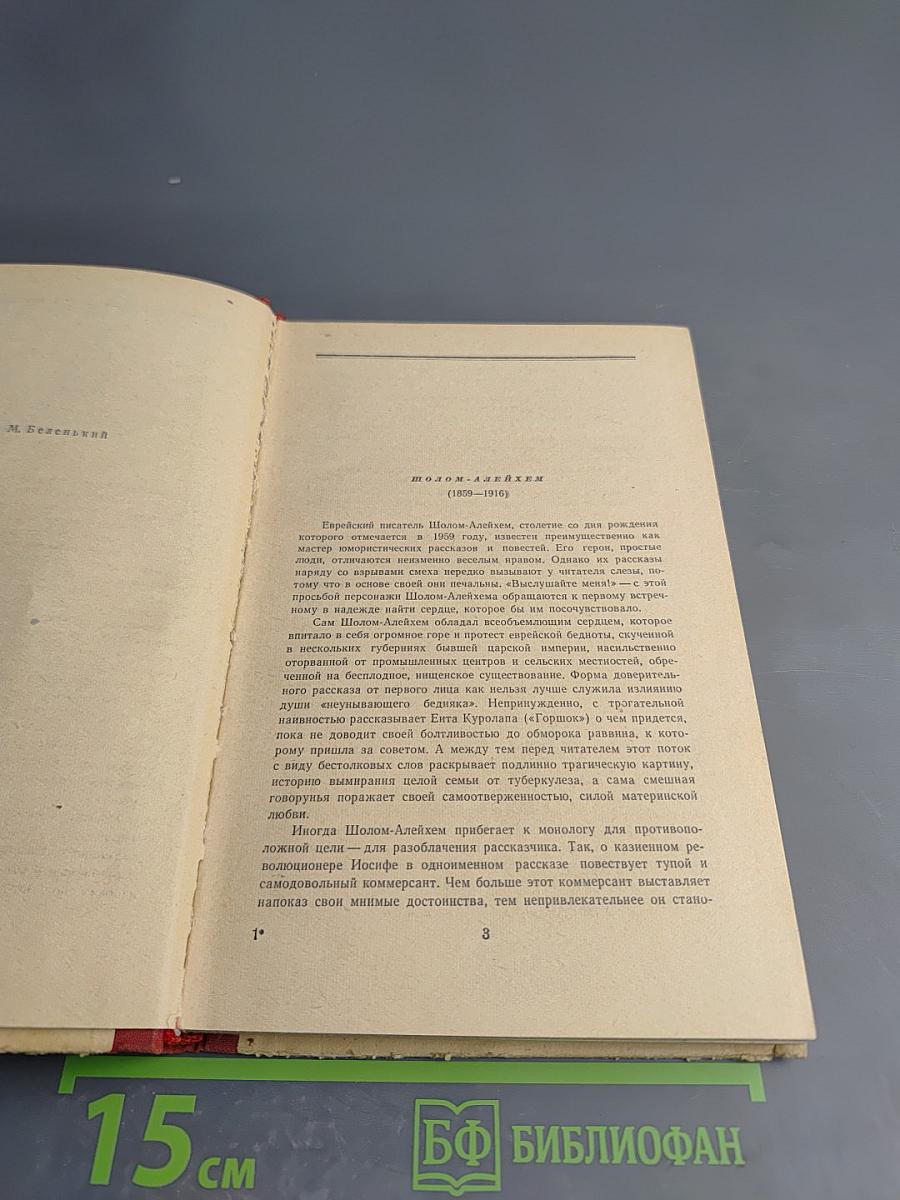 М. Беленький
ШОЛОМ-АЛЕЙХЕМ
(1859—1916)
Еврейский писатель Шолом-Алейхем, столетие со дня рождения
которого отмечается в 1959 году, известен преимущественно как
мастер юмористических рассказов и повестей. Его герои, простые
люди, отличаются неизменно веселым нравом. Однако их рассказы
наряду со взрывами смеха нередко вызывают у читателя слезы, по-
тому что в основе своей они печальны. «Выслушайте меня!» — с этой
просьбой персонажи Шолом-Алейхема обращаются к первому встреч-
ному в надежде найти сердце, которое бы им посочувствовало.
Сам Шолом-Алейхем обладал всеобъемлющим сердцем, которое
впитало в себя огромное горе и протест еврейской бедноты, скученной
в нескольких губерниях бывшей царской империи, насильственно
оторванной от промышленных центров и сельских местностей, обре-
ченной на бесплодное, нищенское существование. Форма доверитель-
ного рассказа от первого лица как нельзя лучше служила излиянию
души «неунывающего бедняка». Непринужденно, с трогательной
наивностью рассказывает Ента Куролапа («Горшок») о чем придется,
пока не доводит своей болтливостью до обморока раввина, к кото-
рому пришла за советом. А между тем перед читателем этот поток
с виду бестолковых слов раскрывает подлинно трагическую картину,
историю вымирания целой семьи от туберкулеза, а сама смешная
говорунья поражает своей самоотверженностью, силой материнской
любви.
Иногда Шолом-Алейхем прибегает к монологу для противопо-
ложной цели — для разоблачения рассказчика. Так, о казненном ре-
волюционере Иосифе в одноименном рассказе повествует тупой и
самодовольный коммерсант. Чем больше этот коммерсант выставляет
напоказ свои мнимые достоинства, тем непривлекательнее он стано-
1*
3
15 см
БФ БИБЛИОФАН